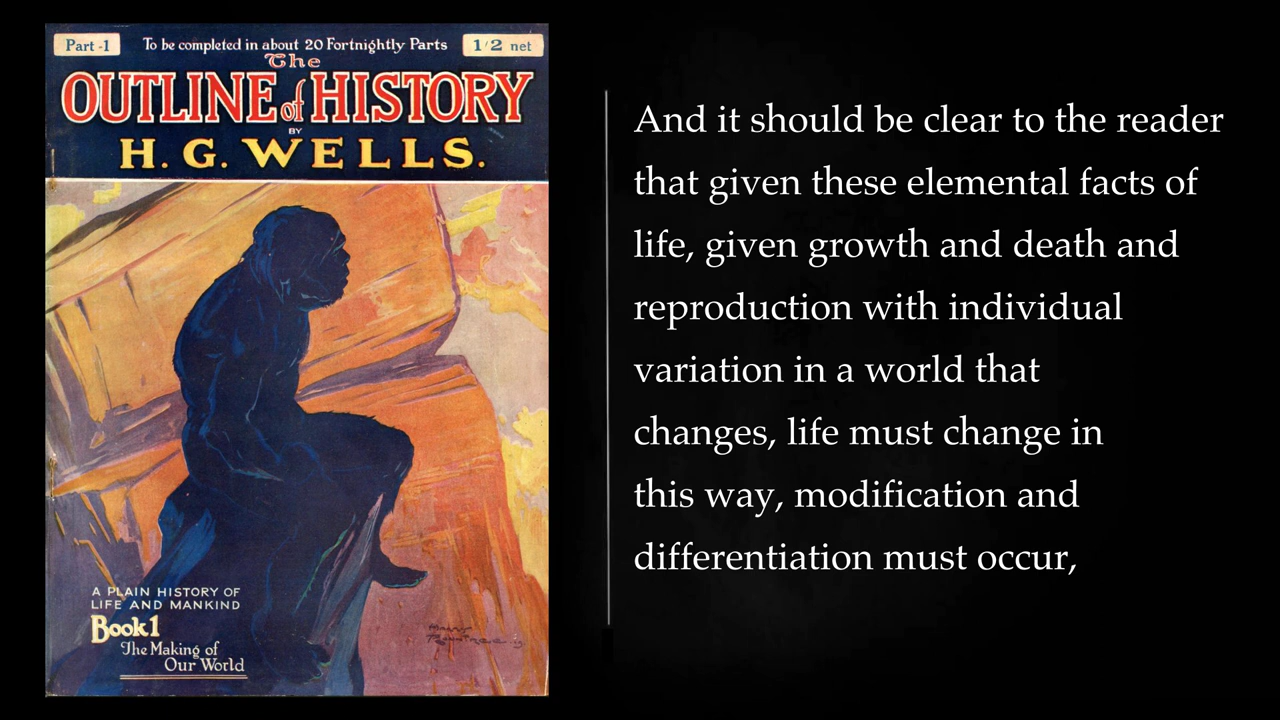 Part -1
To be completed in about 20 Fortnightly Parts
1/2 net
The
OUTLINE of HISTORY
BY
H. G. WELLS.
A PLAIN HISTORY OF
LIFE AND MANKIND
Book 1
The Making of
Our World
And it should be clear to the reader
that given these elemental facts of
life, given growth and death and
reproduction with individual
variation in a world that
changes, life must change in
this way, modification and
differentiation must occur,